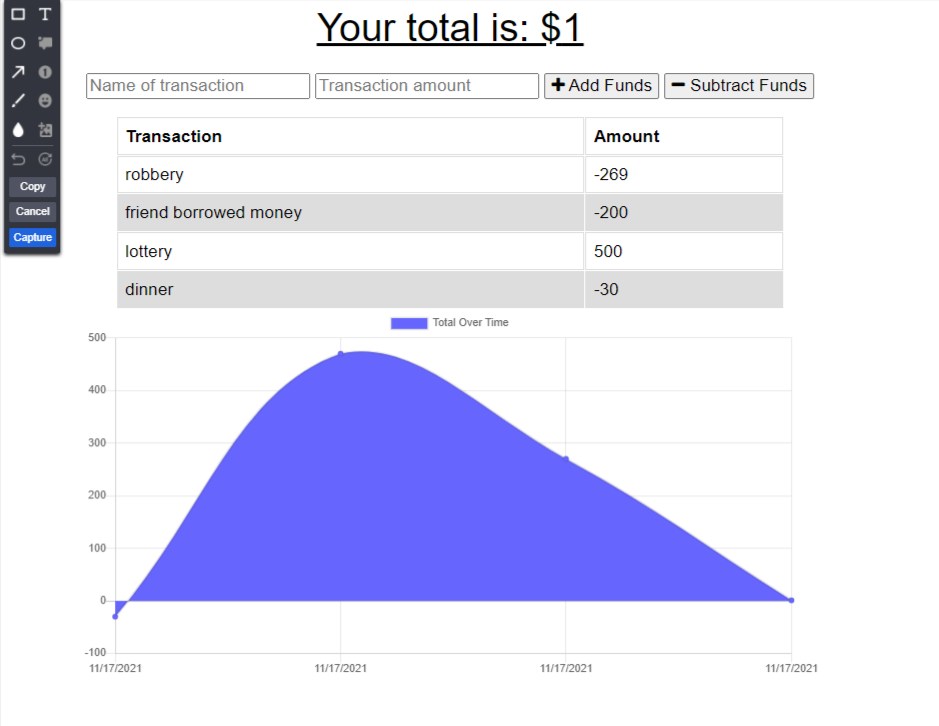 Your total is: $1
T
Copy
Cancel
Capture
Name of transaction Transaction amount + Add Funds − Subtract Funds
Transaction Amount
robbery -269
friend borrowed money -200
lottery 500
dinner -30
Total Over Time
500
400
300
200
100
0
-100
11/17/2021 11/17/2021 11/17/2021 11/17/2021